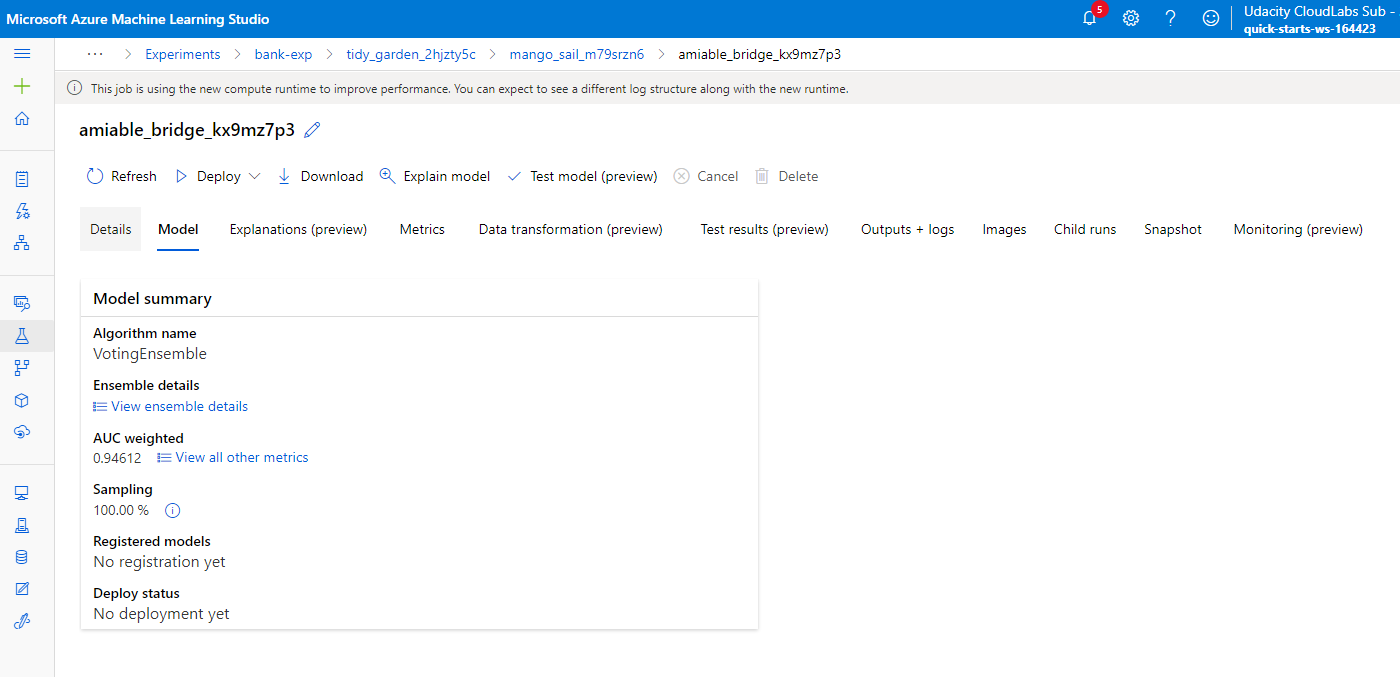 Microsoft Azure Machine Learning Studio
5
Udacity CloudLabs Sub -
quick-starts-ws-164423
··· > Experiments > bank-exp > tidy_garden_2hjzty5c > mango_sail_m79srzn6 > amiable_bridge_kx9mz7p3
This job is using the new compute runtime to improve performance. You can expect to see a different log structure along with the new runtime.
amiable_bridge_kx9mz7p3
Refresh Deploy Download Explain model Test model (preview) Cancel Delete
Details Model Explanations (preview) Metrics Data transformation (preview) Test results (preview) Outputs + logs Images Child runs Snapshot Monitoring (preview)
Model summary
Algorithm name
VotingEnsemble
Ensemble details
View ensemble details
AUC weighted
0.94612 View all other metrics
Sampling
100.00 %
Registered models
No registration yet
Deploy status
No deployment yet